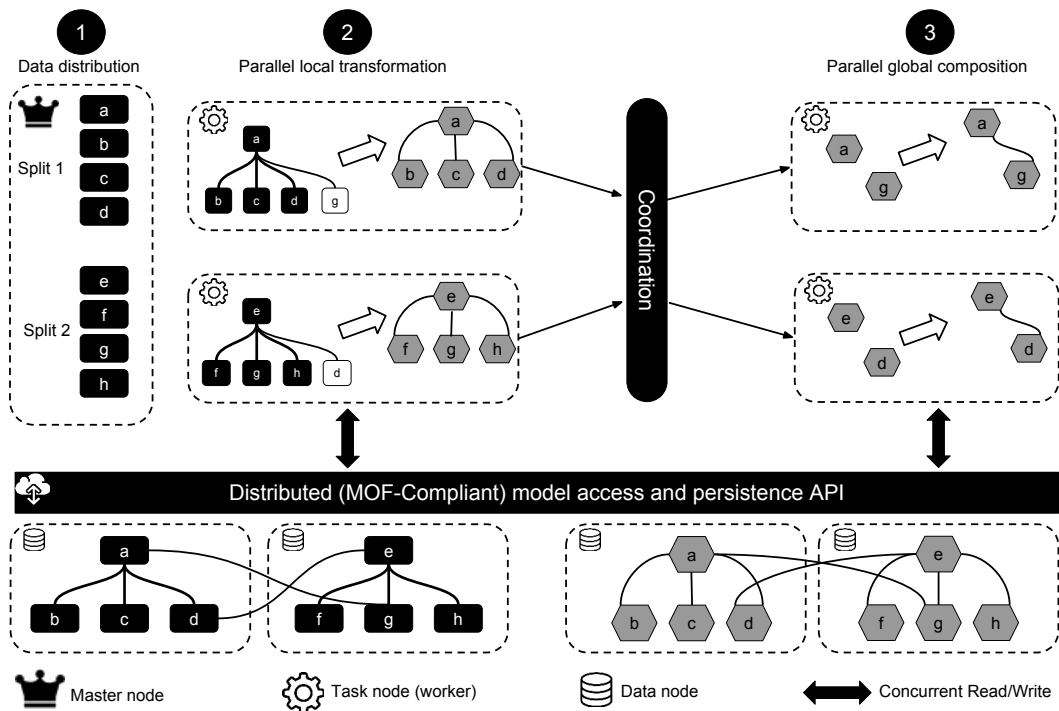 1
2
3
Data distribution
Parallel local transformation
Parallel global composition
Split 1
a
b
c
d
Split 2
e
f
g
h
a
b
c
d
g
a
b
c
d
e
f
g
h
d
e
f
g
h
Coordination
a
g
a
g
e
d
e
d
Distributed (MOF-Compliant) model access and persistence API
a
b
c
d
e
f
g
h
a
b
c
d
e
f
g
h
Master node
Task node (worker)
Data node
Concurrent Read/Write